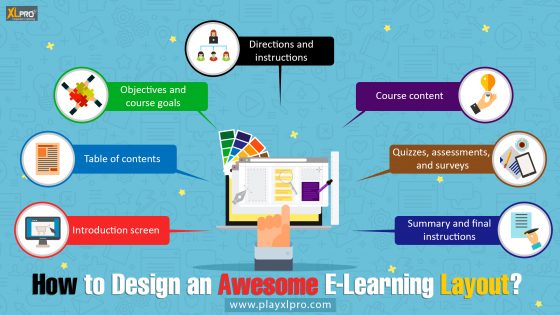 XLPRO
Directions and
instructions
Objectives and
course goals
Course content
Table of contents
Quizzes, assessments,
and surveys
Introduction screen
Summary and final
instructions
How to Design an Awesome E-Learning Layout?
www.playxlpro.com